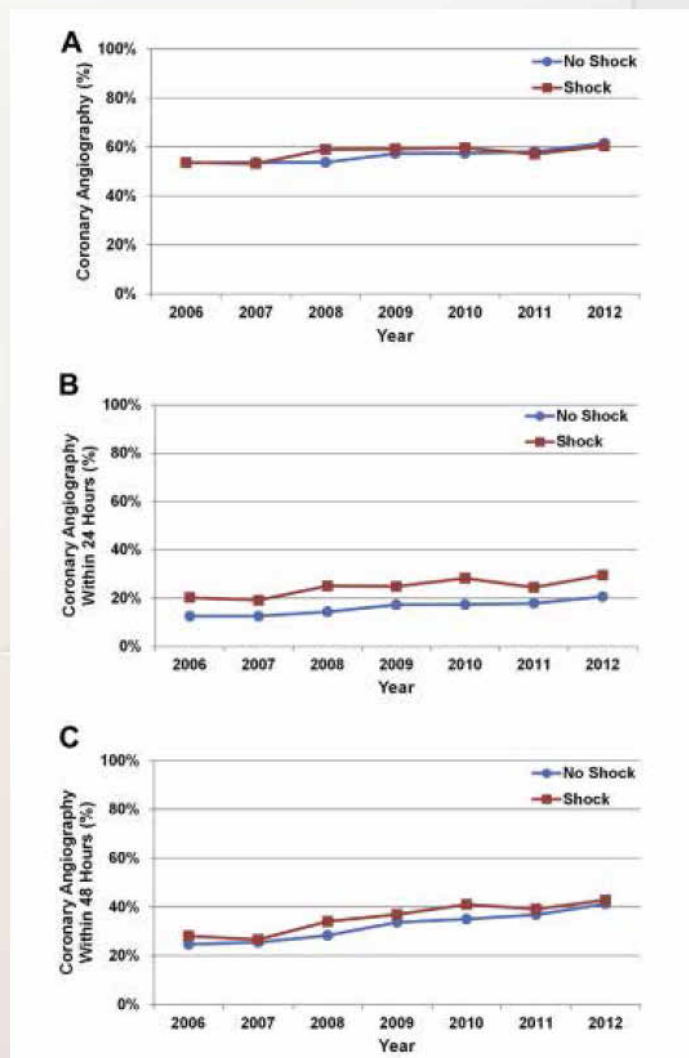 A
100%
80%
60%
40%
20%
0%
Coronary Angiography (%)
No Shock
Shock
2006 2007 2008 2009 2010 2011 2012
Year
B
100%
80%
60%
40%
20%
0%
Coronary Angiography
Within 24 Hours (%)
No Shock
Shock
2006 2007 2008 2009 2010 2011 2012
Year
C
100%
80%
60%
40%
20%
0%
Coronary Angiography
Within 48 Hours (%)
No Shock
Shock
2006 2007 2008 2009 2010 2011 2012
Year